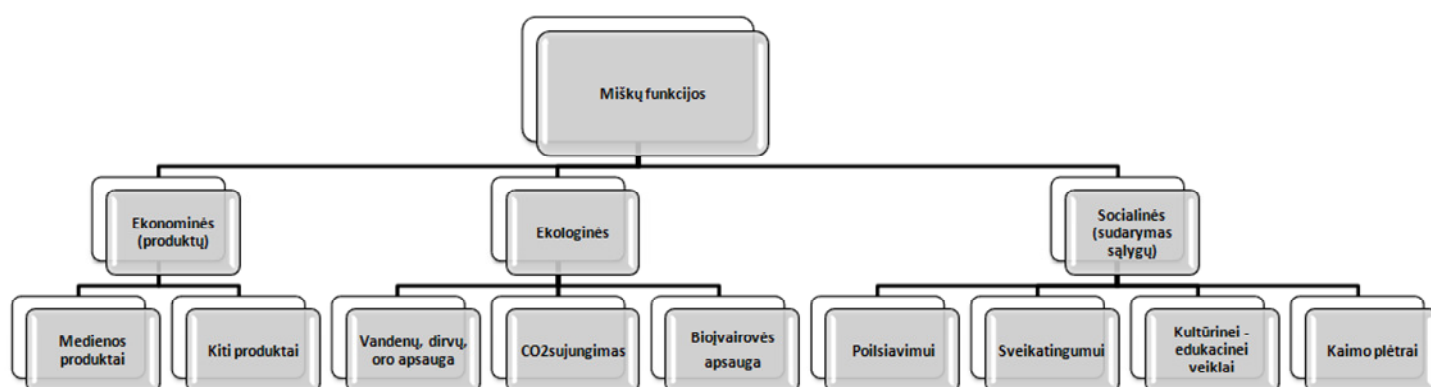 Miškų funkcijos
Ekonominės
(produktų)
Ekologinės
Socialinės
(sudarymas
sąlygų)
Medienos
produktai
Kiti produktai
Vandenų, dirvų,
oro apsauga
CO2sujungimas
Biojvairovės
apsauga
Poilsiavimui
Sveikatingumui
Kultūrinei -
edukacinei
veiklai
Kaimo plėtrai